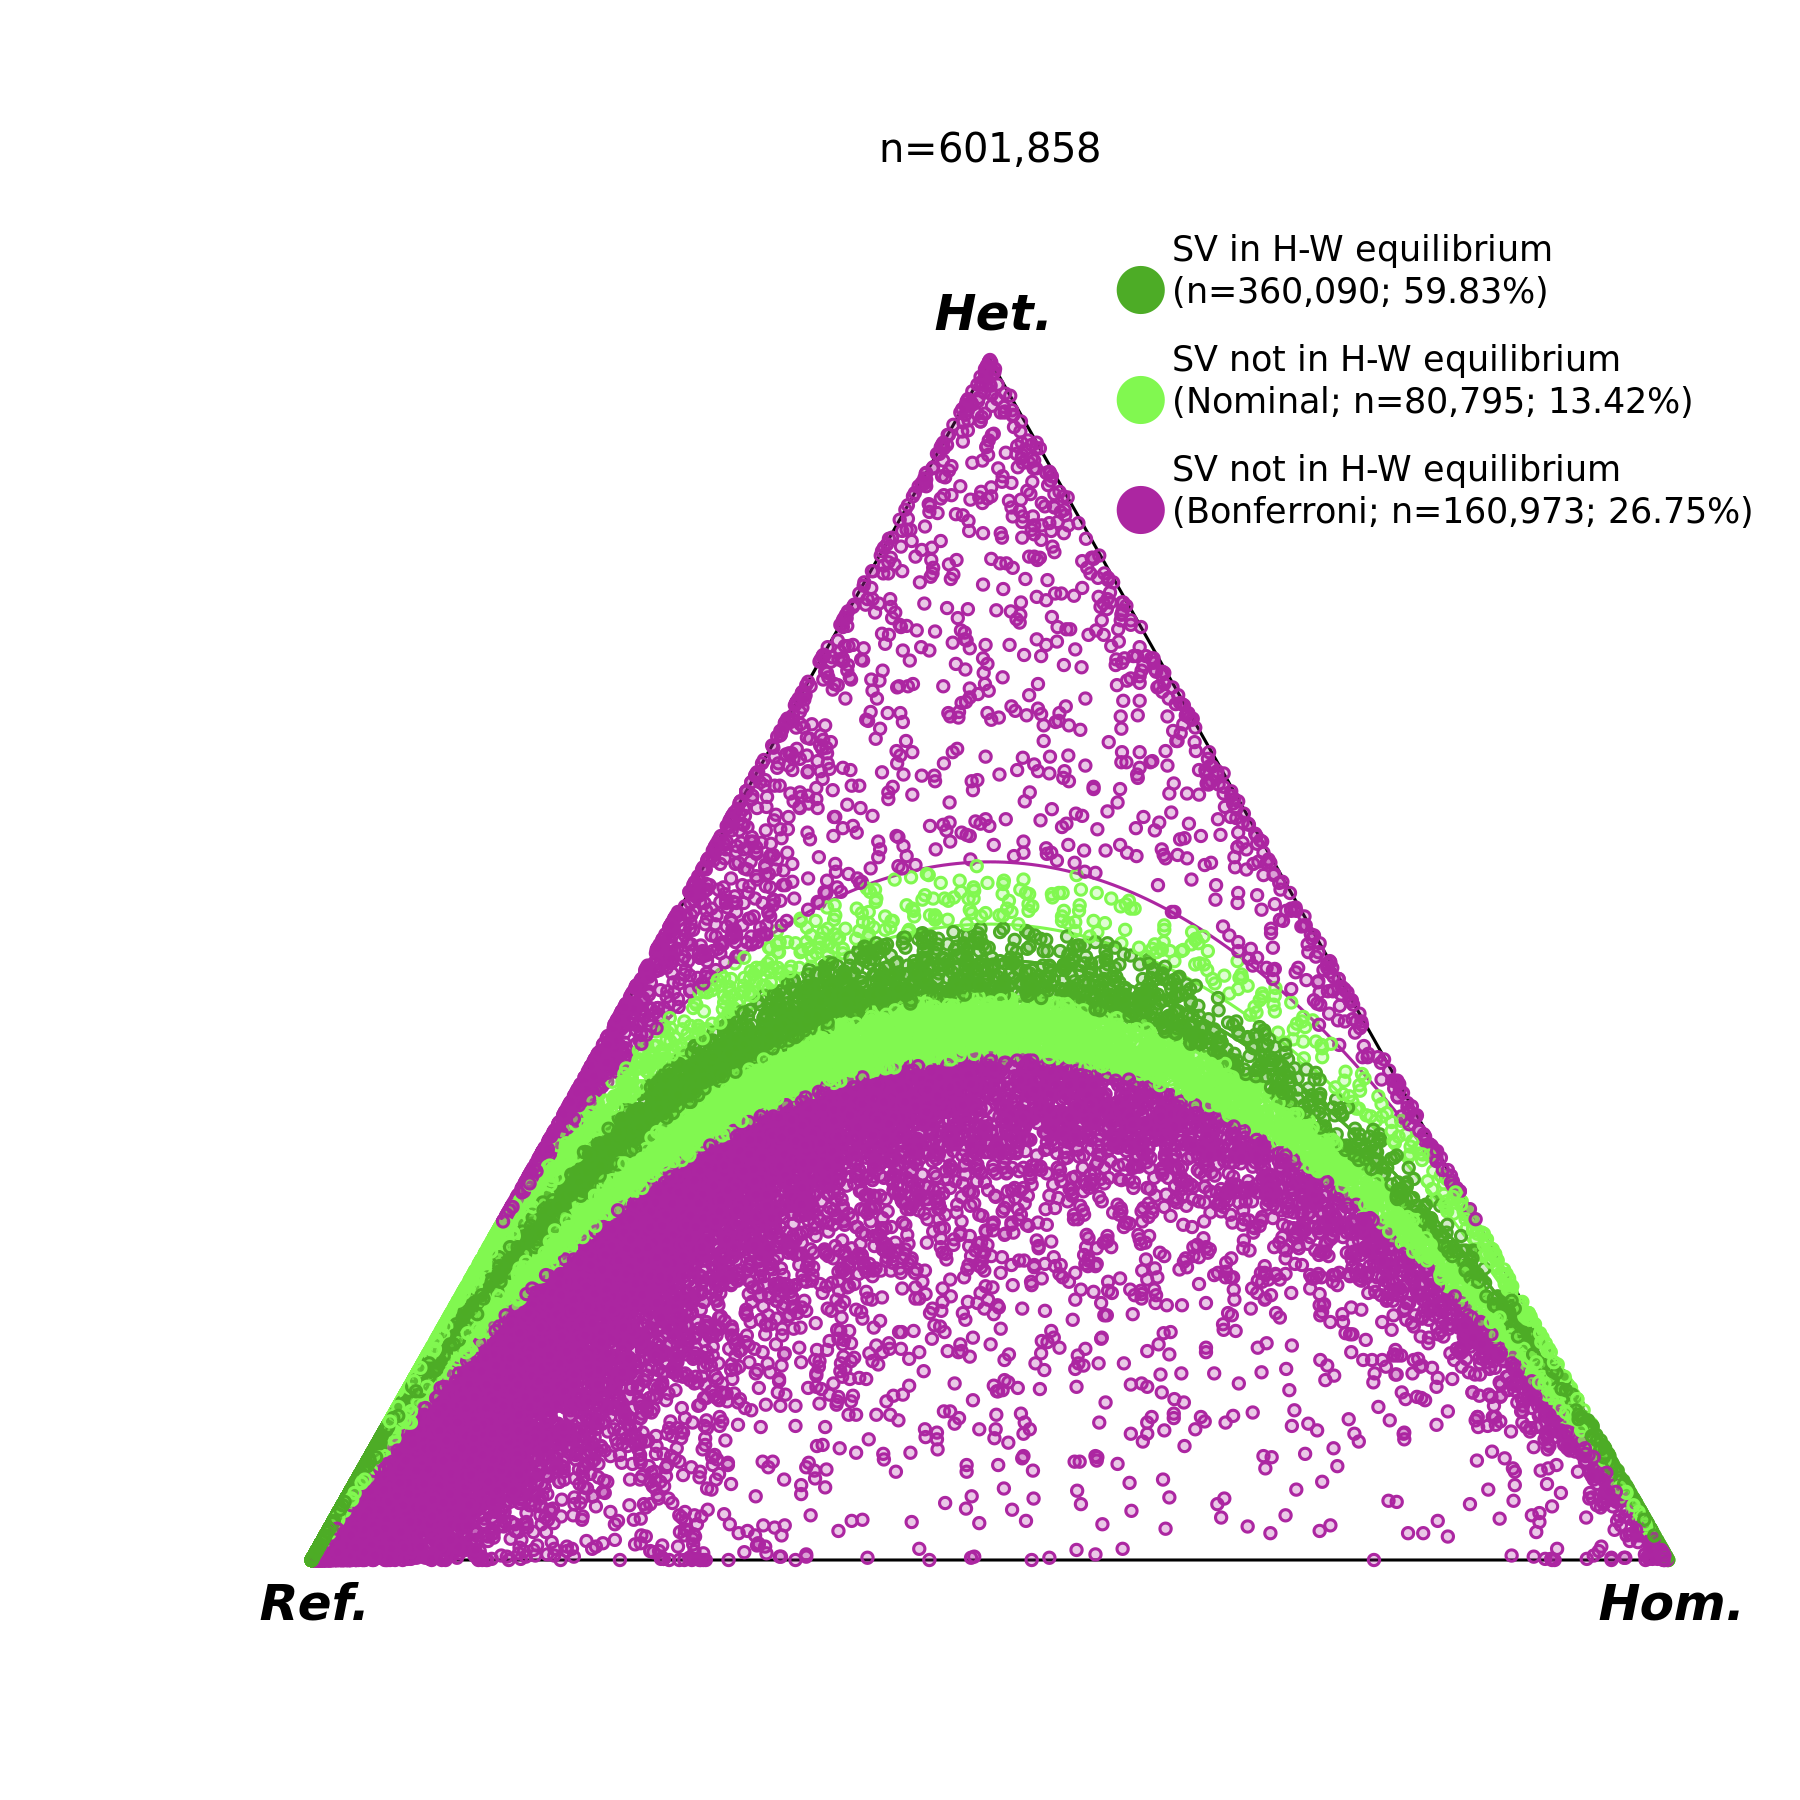 n=601,858
SV in H-W equilibrium
(n=360,090; 59.83%)
Het.
SV not in H-W equilibrium
(Nominal; n=80,795; 13.42%)
SV not in H-W equilibrium
(Bonferroni; n=160,973; 26.75%)
Ref.
Hom.